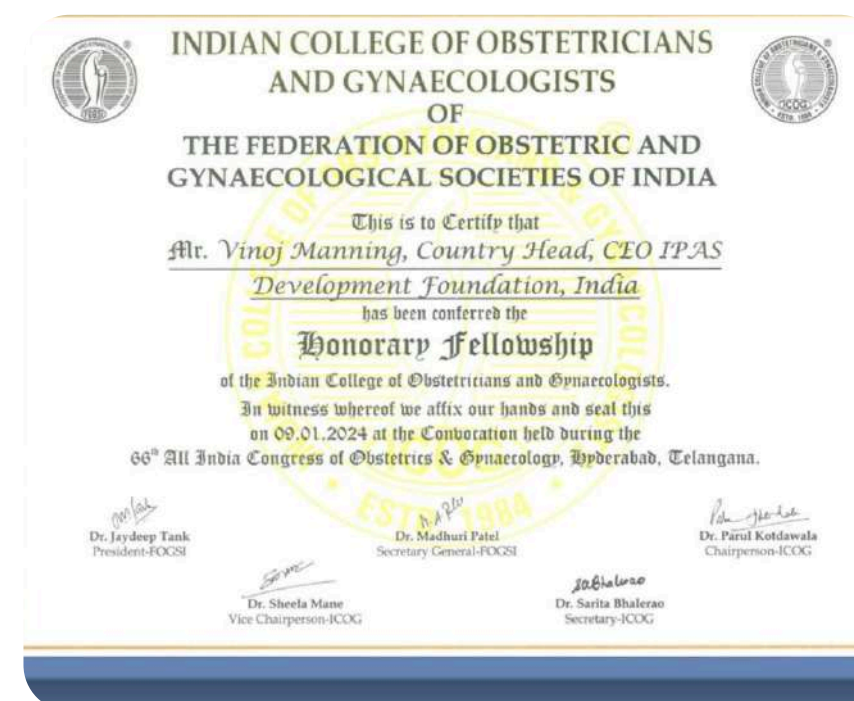 INDIAN COLLEGE OF OBSTETRICIANS
AND GYNAECOLOGISTS
OF
THE FEDERATION OF OBSTETRIC AND
GYNAECOLOGICAL SOCIETIES OF INDIA
This is to Certify that
Mr. Vinoj Manning, Country Head, CEO IPAS
Development Foundation, India
has been conferred the
Honorary Fellowship
of the Indian College of Obstetricians and Gynaecologists.
In witness whereof we affix our hands and seal this
on 09.01.2024 at the Convocation held during the
66th All India Congress of Obstetrics & Gynaecology, Hyderabad, Telangana.
ESTD. 1984
Dr. Jaydeep Tank
President-FOGSI
Dr. Madhuri Patel
Secretary General-FOGSI
Dr. Parul Kotdawala
Chairperson-ICOG
Dr. Sheela Mane
Vice Chairperson-ICOG
Dr. Sarita Bhalerao
Secretary-ICOG